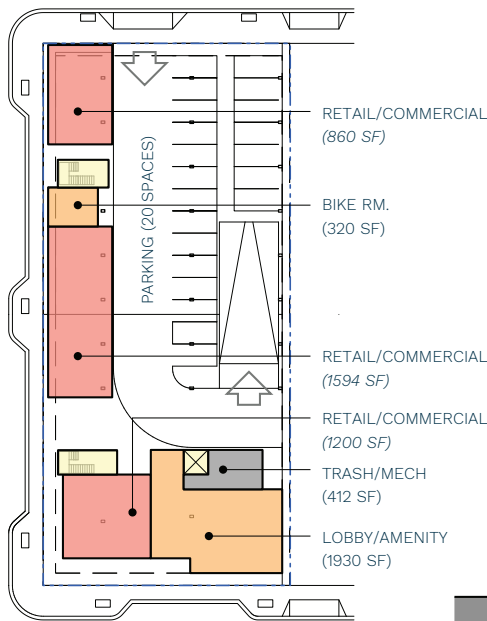 RETAIL/COMMERCIAL
(860 SF)
PARKING (20 SPACES)
BIKE RM.
(320 SF)
RETAIL/COMMERCIAL
(1594 SF)
RETAIL/COMMERCIAL
(1200 SF)
TRASH/MECH
(412 SF)
LOBBY/AMENITY
(1930 SF)